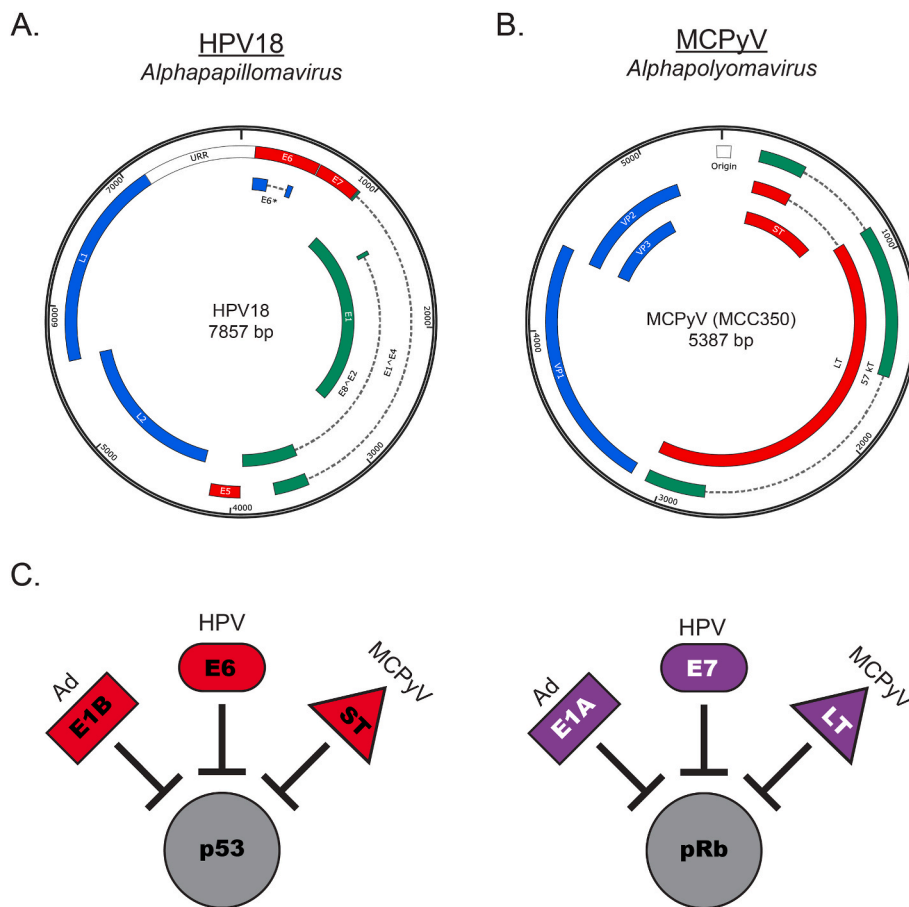 A.
HPV18
Alphapapillomavirus
URR
E6
E7
E6*
1000
2000
3000
4000
5000
6000
7000
L1
L2
E5
E1
E8^E2
E1^E4
HPV18
7857 bp
B.
MCPyV
Alphapolyomavirus
Origin
ST
LT
57 kT
VP1
VP2
VP3
1000
2000
3000
4000
5000
MCPyV (MCC350)
5387 bp
C.
Ad
E1B
HPV
E6
MCPyV
ST
p53
Ad
E1A
HPV
E7
MCPyV
LT
pRb